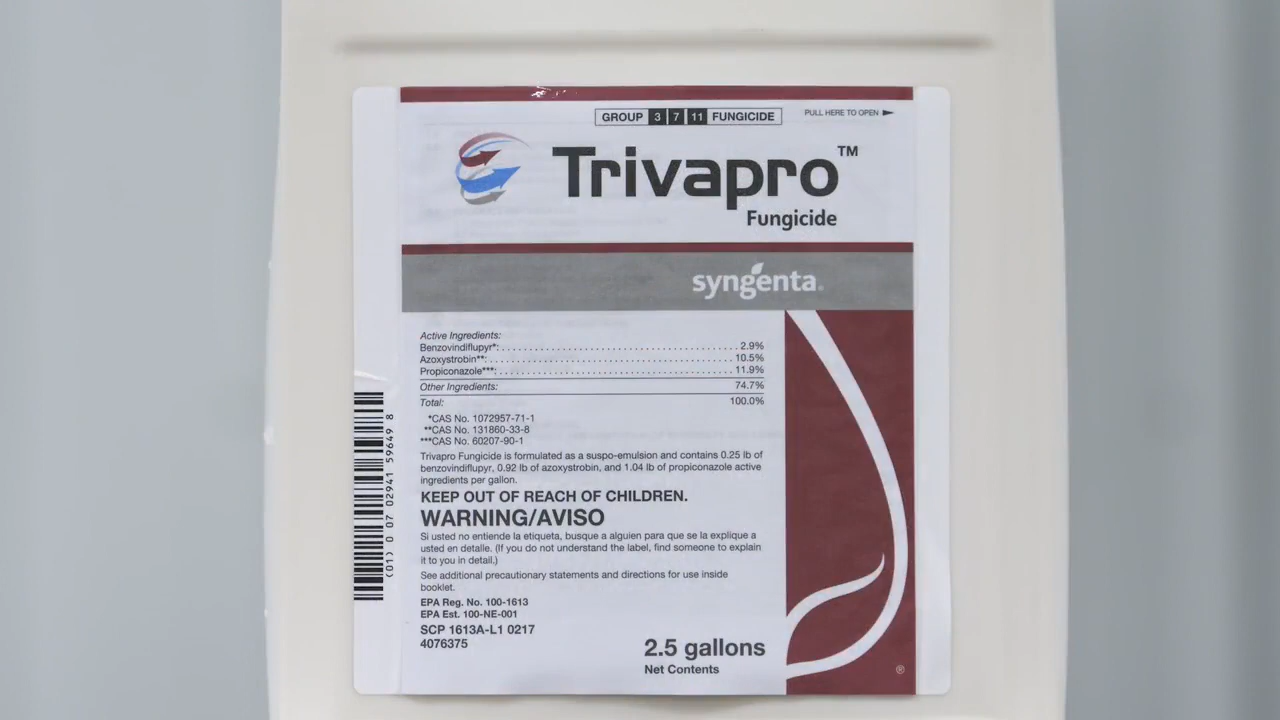 GROUP 3 7 11 FUNGICIDE
PULL HERE TO OPEN
Trivapro™
Fungicide
syngenta
Active Ingredients:
Benzovindiflupyr*: 2.9%
Azoxystrobin**: 10.5%
Propiconazole***: 11.9%
Other Ingredients: 74.7%
Total: 100.0%
*CAS No. 1072957-71-1
**CAS No. 131860-33-8
***CAS No. 60207-90-1
Trivapro Fungicide is formulated as a suspo-emulsion and contains 0.25 lb of
benzovindiflupyr, 0.92 lb of azoxystrobin, and 1.04 lb of propiconazole active
ingredients per gallon.
KEEP OUT OF REACH OF CHILDREN.
WARNING/AVISO
Si usted no entiende la etiqueta, busque a alguien para que se la explique a
usted en detalle. (If you do not understand the label, find someone to explain
it to you in detail.)
See additional precautionary statements and directions for use inside
booklet.
EPA Reg. No. 100-1613
EPA Est. 100-NE-001
SCP 1613A-L1 0217
4076375
2.5 gallons
Net Contents
®
(01) 0 07 02941 59649 8